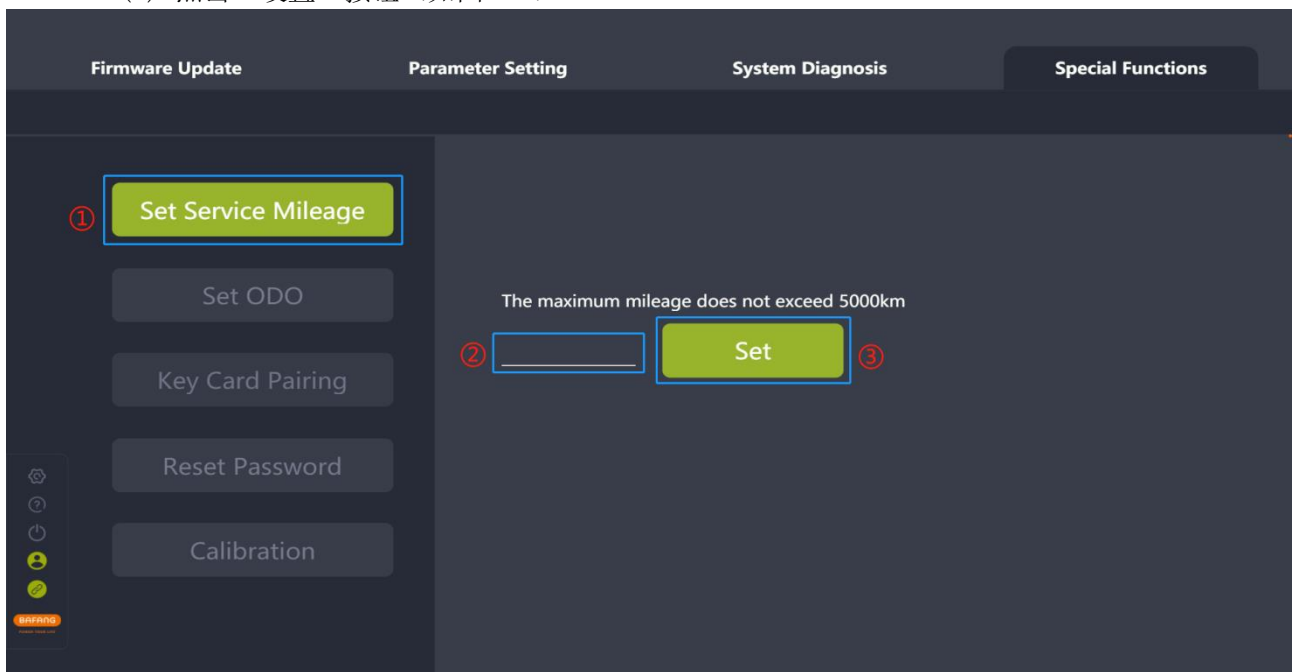 Firmware Update Parameter Setting System Diagnosis Special Functions
① Set Service Mileage
Set ODO
Key Card Pairing
Reset Password
Calibration
The maximum mileage does not exceed 5000km
② Set ③
BAFANG